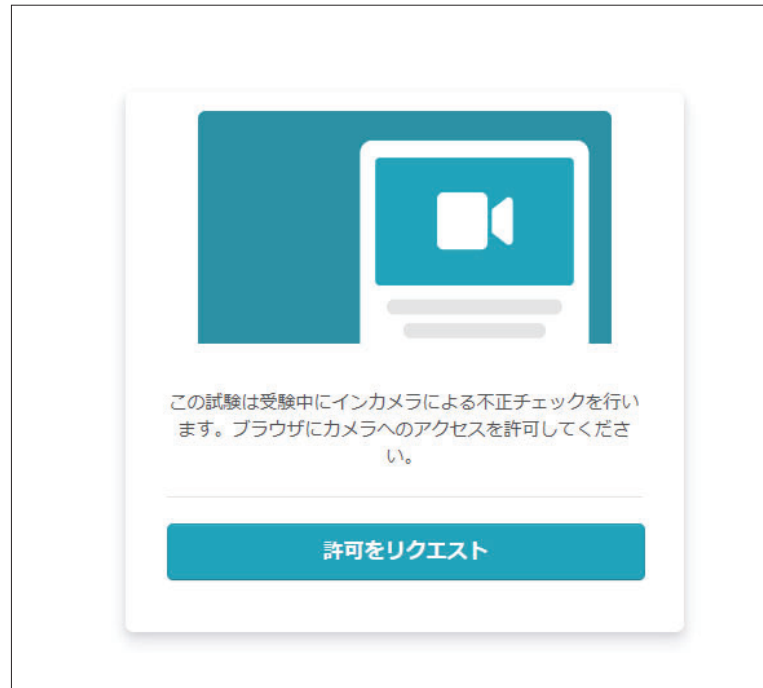 この試験は受験中にインカメラによる不正チェックを行い
ます。ブラウザにカメラへのアクセスを許可してくださ
い。
許可をリクエスト